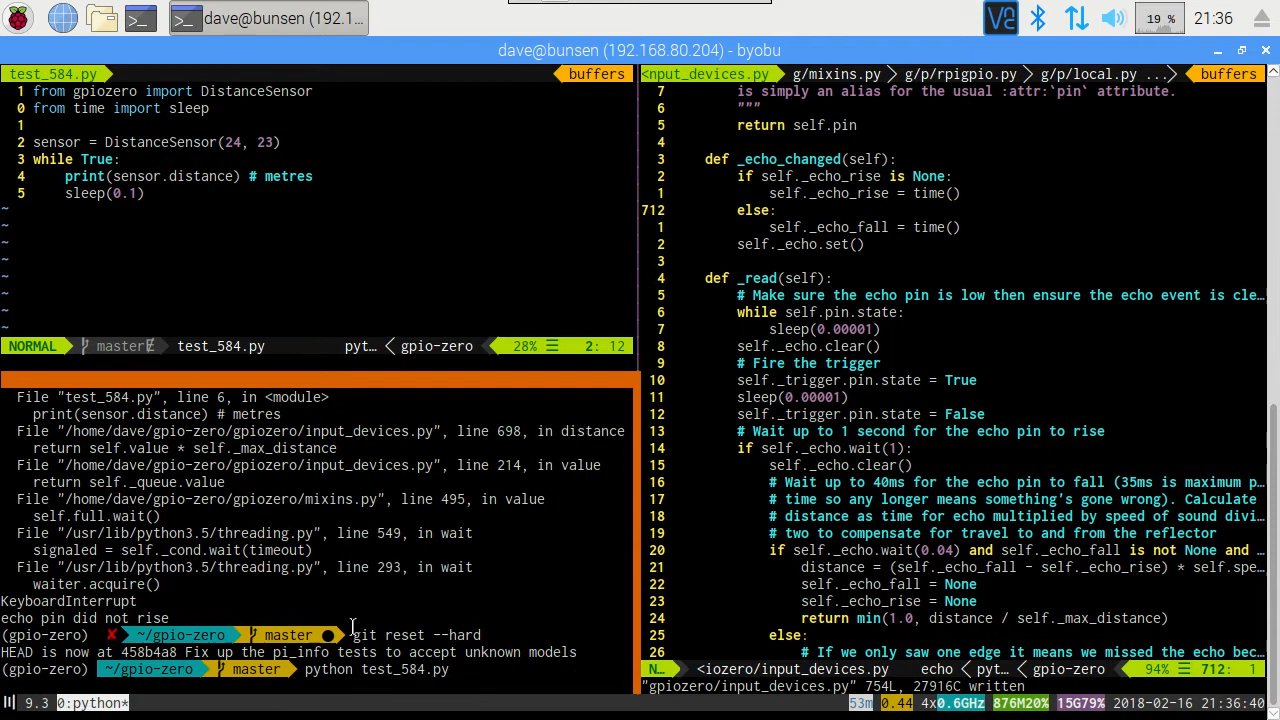 dave@bunsen (192.1...
19 %
21:36
dave@bunsen (192.168.80.204) - byobu
test_584.py
buffers
1 from gpiozero import DistanceSensor
0 from time import sleep
1
2 sensor = DistanceSensor(24, 23)
3 while True:
4     print(sensor.distance) # metres
5     sleep(0.1)
~
~
~
~
~
~
~
~
NORMAL master test_584.py pyt… gpio-zero 28% ☰ 2: 12
File "test_584.py", line 6, in <module>
print(sensor.distance) # metres
File "/home/dave/gpio-zero/gpiozero/input_devices.py", line 698, in distance
return self.value * self._max_distance
File "/home/dave/gpio-zero/gpiozero/input_devices.py", line 214, in value
return self._queue.value
File "/home/dave/gpio-zero/gpiozero/mixins.py", line 495, in value
self.full.wait()
File "/usr/lib/python3.5/threading.py", line 549, in wait
signaled = self._cond.wait(timeout)
File "/usr/lib/python3.5/threading.py", line 293, in wait
waiter.acquire()
KeyboardInterrupt
echo pin did not rise
(gpio-zero) ✘ ~/gpio-zero master ● git reset --hard
HEAD is now at 458b4a8 Fix up the pi_info tests to accept unknown models
(gpio-zero) ~/gpio-zero master python test_584.py
<nput_devices.py g/mixins.py g/p/rpigpio.py g/p/local.py ... buffers
7 is simply an alias for the usual :attr:`pin` attribute.
6 """
5 return self.pin
4
3 def _echo_changed(self):
2 if self._echo_rise is None:
1 self._echo_rise = time()
712 else:
1 self._echo_fall = time()
2 self._echo.set()
3
4 def _read(self):
5 # Make sure the echo pin is low then ensure the echo event is cle…
6 while self.pin.state:
7 sleep(0.00001)
8 self._echo.clear()
9 # Fire the trigger
10 self._trigger.pin.state = True
11 sleep(0.00001)
12 self._trigger.pin.state = False
13 # Wait up to 1 second for the echo pin to rise
14 if self._echo.wait(1):
15 self._echo.clear()
16 # Wait up to 40ms for the echo pin to fall (35ms is maximum p…
17 # time so any longer means something's gone wrong). Calculate
18 # distance as time for echo multiplied by speed of sound divi…
19 # two to compensate for travel to and from the reflector
20 if self._echo.wait(0.04) and self._echo_fall is not None and …
21 distance = (self._echo_fall - self._echo_rise) * self.spe…
22 self._echo_fall = None
23 self._echo_rise = None
24 return min(1.0, distance / self._max_distance)
25 else:
26 # If we only saw one edge it means we missed the echo bec…
N… <iozero/input_devices.py echo pyt… gpio-zero 94% ☰ 712: 1
"gpiozero/input_devices.py" 754L, 27916C written
9.3 0:python* 53m 0.44 4x0.6GHz 876M20% 15G79% 2018-02-16 21:36:40